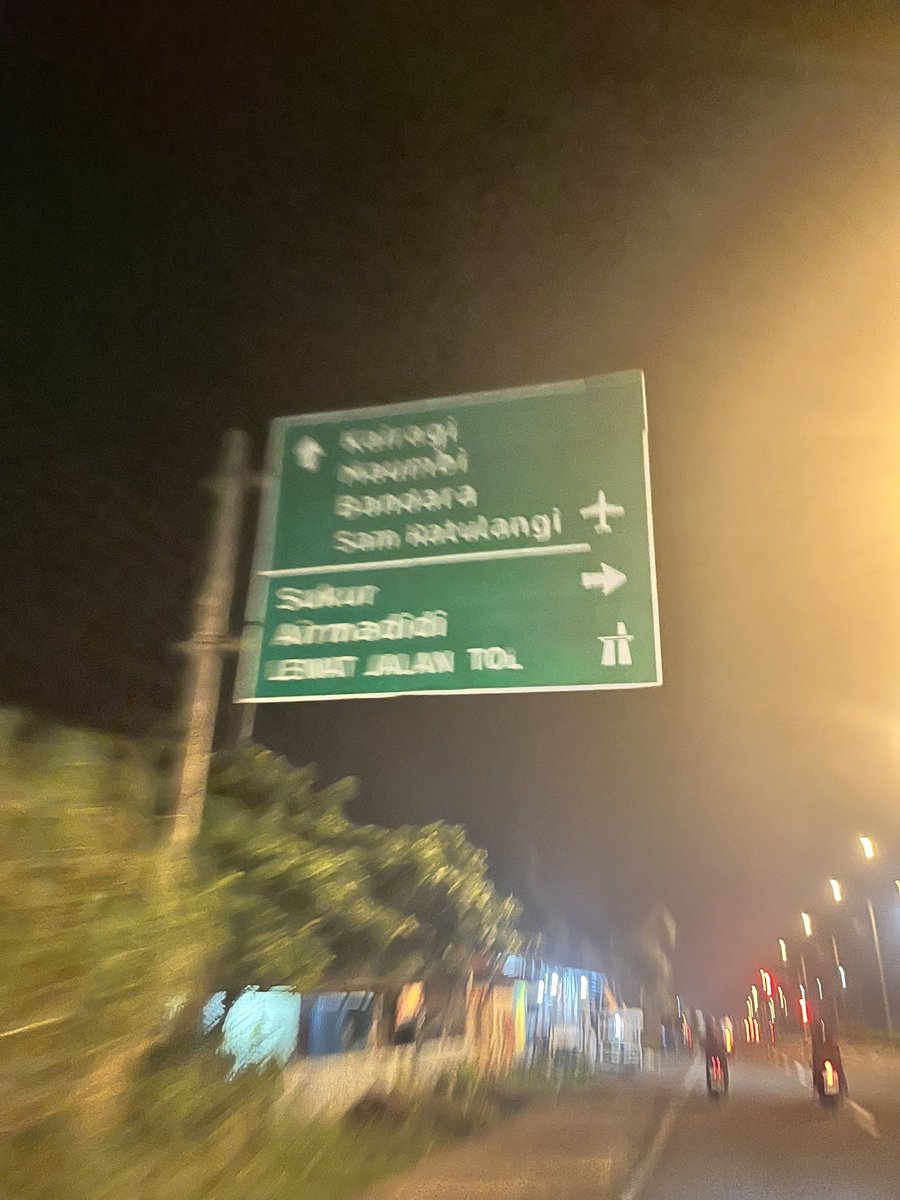 Kairagi
Maumbi
Bandara
Sam Ratulangi
Sukur
Airmadidi
LEWAT JALAN TOL